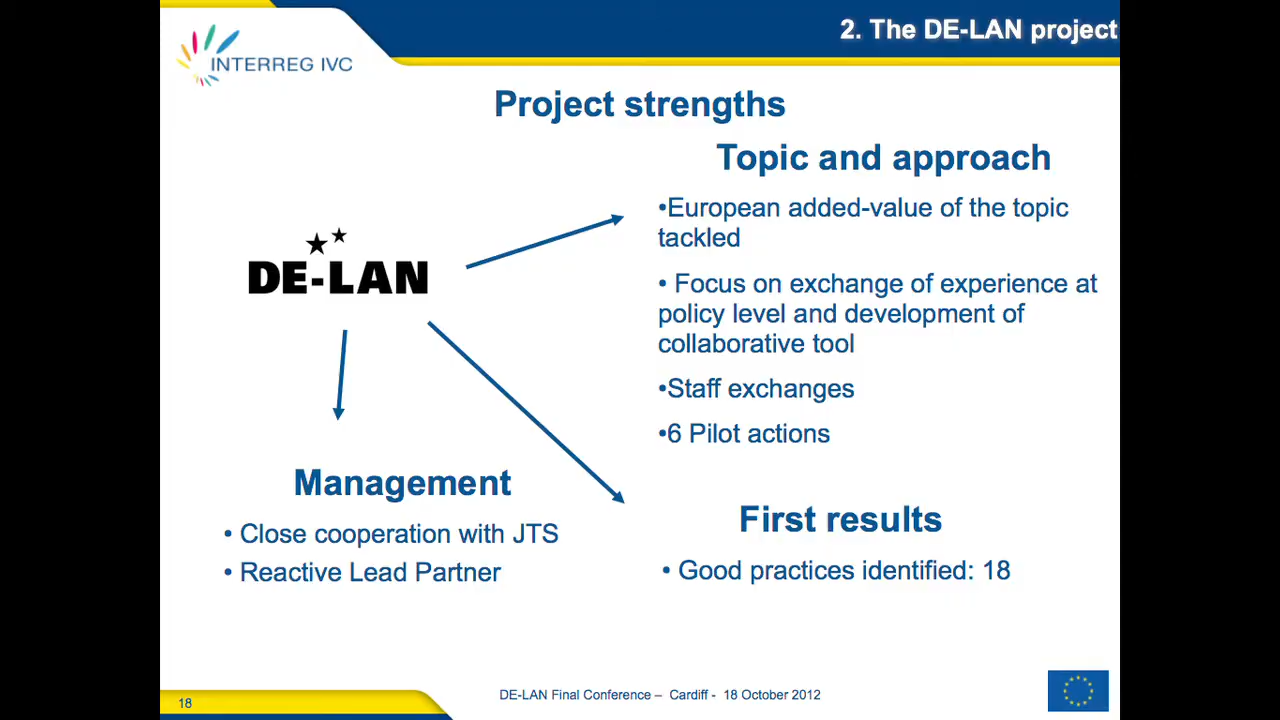 2. The DE-LAN project
INTERREG IVC
Project strengths
Topic and approach
•European added-value of the topic
tackled
• Focus on exchange of experience at
policy level and development of
collaborative tool
•Staff exchanges
•6 Pilot actions
DE-LAN
Management
• Close cooperation with JTS
• Reactive Lead Partner
First results
• Good practices identified: 18
18
DE-LAN Final Conference – Cardiff - 18 October 2012